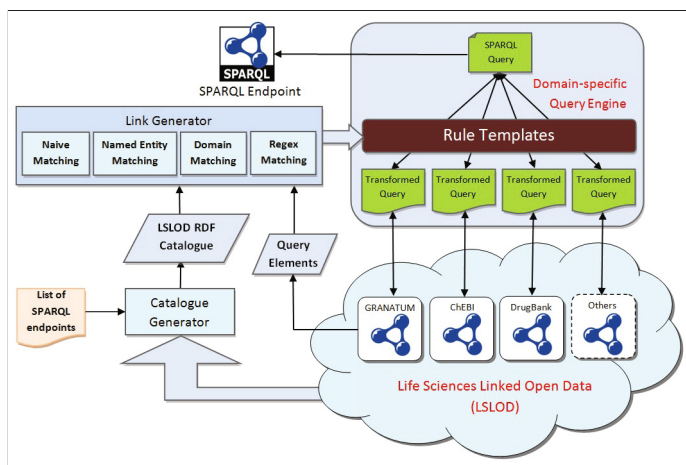 SPARQL
Query
SPARQL
SPARQL Endpoint
Domain-specific
Query Engine
Link Generator
Naive
Matching
Named Entity
Matching
Domain
Matching
Regex
Matching
Rule Templates
Transformed
Query
Transformed
Query
Transformed
Query
Transformed
Query
LSLOD RDF
Catalogue
Query
Elements
List of
SPARQL
endpoints
Catalogue
Generator
GRANATUM
ChEBI
DrugBank
Others
Life Sciences Linked Open Data
(LSLOD)